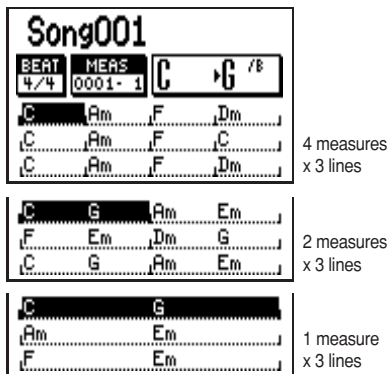 Song001
BEAT MEAS
4/4 0001- 1 C ▸G /B
C Am F Dm
C Am F C
C Am F Dm
4 measures
x 3 lines
C G Am Em
F Em Dm G
C G Am Em
2 measures
x 3 lines
C G
Am Em
F Em
1 measure
x 3 lines